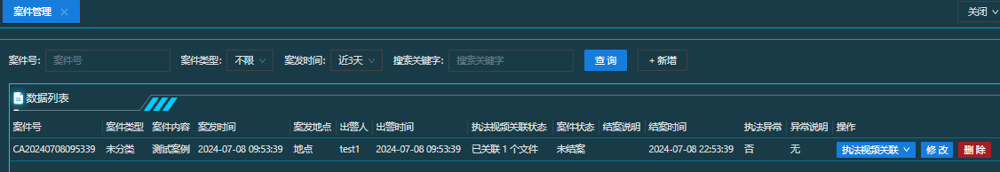 案件管理 关闭
案件号: 案件号 案件类型: 不限 案发时间: 近3天 搜索关键字: 搜索关键字 查询 + 新增
数据列表
案件号 案件类型 案件内容 案发时间 案发地点 出警人 出警时间 执法视频关联状态 案件状态 结案说明 结案时间 执法异常 异常说明 操作
CA20240708095339 未分类 测试案例 2024-07-08 09:53:39 地点 test1 2024-07-08 09:53:39 已关联 1 个文件 未结案 2024-07-08 22:53:39 否 无 执法视频关联 修改 删除